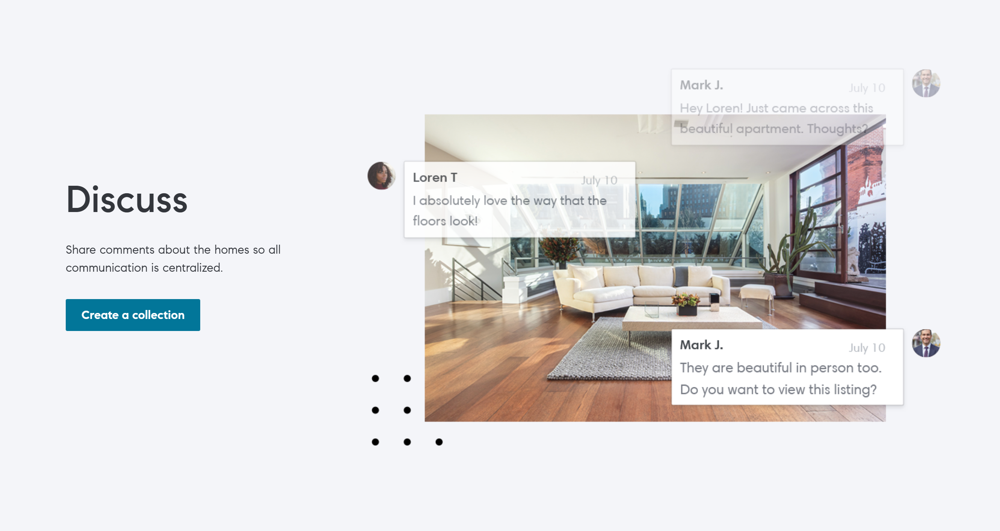 Discuss
Share comments about the homes so all
communication is centralized.
Create a collection
Mark J.
July 10
Hey Loren! Just came across this
beautiful apartment. Thoughts?
Loren T
July 10
I absolutely love the way that the
floors look!
Mark J.
July 10
They are beautiful in person too.
Do you want to view this listing?